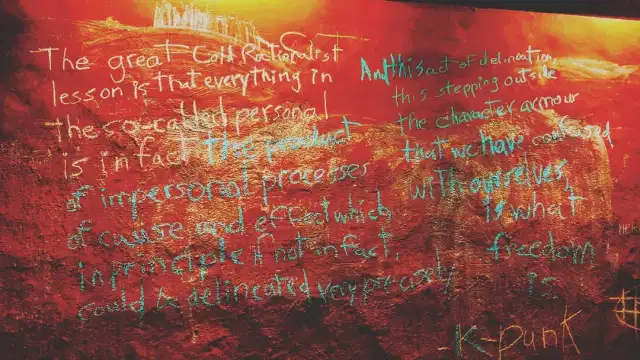 The great Cold Rationalist
lesson is that everything in
the so-called personal
is in fact the product
of impersonal processes
of cause and effect which,
in principle if not in fact,
could be delineated very precisely
And this act of delineation,
this stepping outside
the character armour
that we have confused
with ourselves,
is what
freedom
is
-K-punk